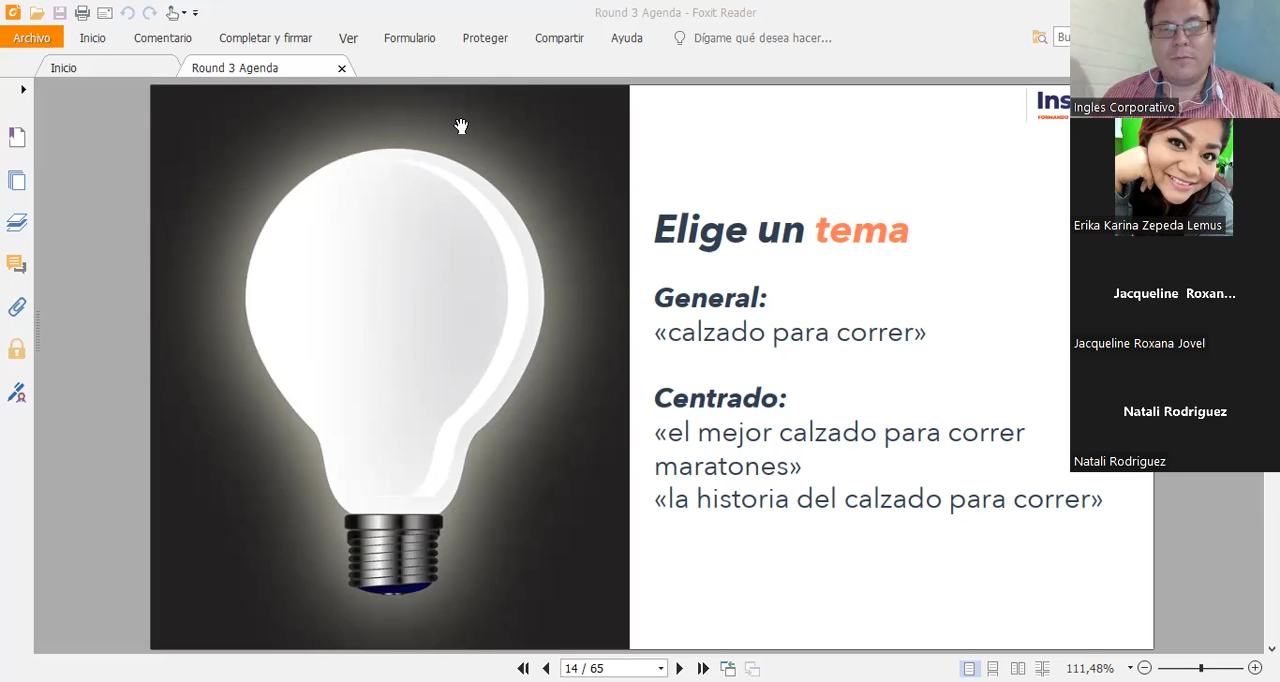 Round 3 Agenda - Foxit Reader
Archivo
Inicio
Comentario
Completar y firmar
Ver
Formulario
Proteger
Compartir
Ayuda
Dígame qué desea hacer...
Bu
Inicio
Round 3 Agenda
Ins
FORMANDO
Elige un tema
General:
«calzado para correr»
Centrado:
«el mejor calzado para correr
maratones»
«la historia del calzado para correr»
Ingles Corporativo
Erika Karina Zepeda Lemus
Jacqueline Roxan...
Jacqueline Roxana Jovel
Natali Rodriguez
Natali Rodriguez
14 / 65
111,48%